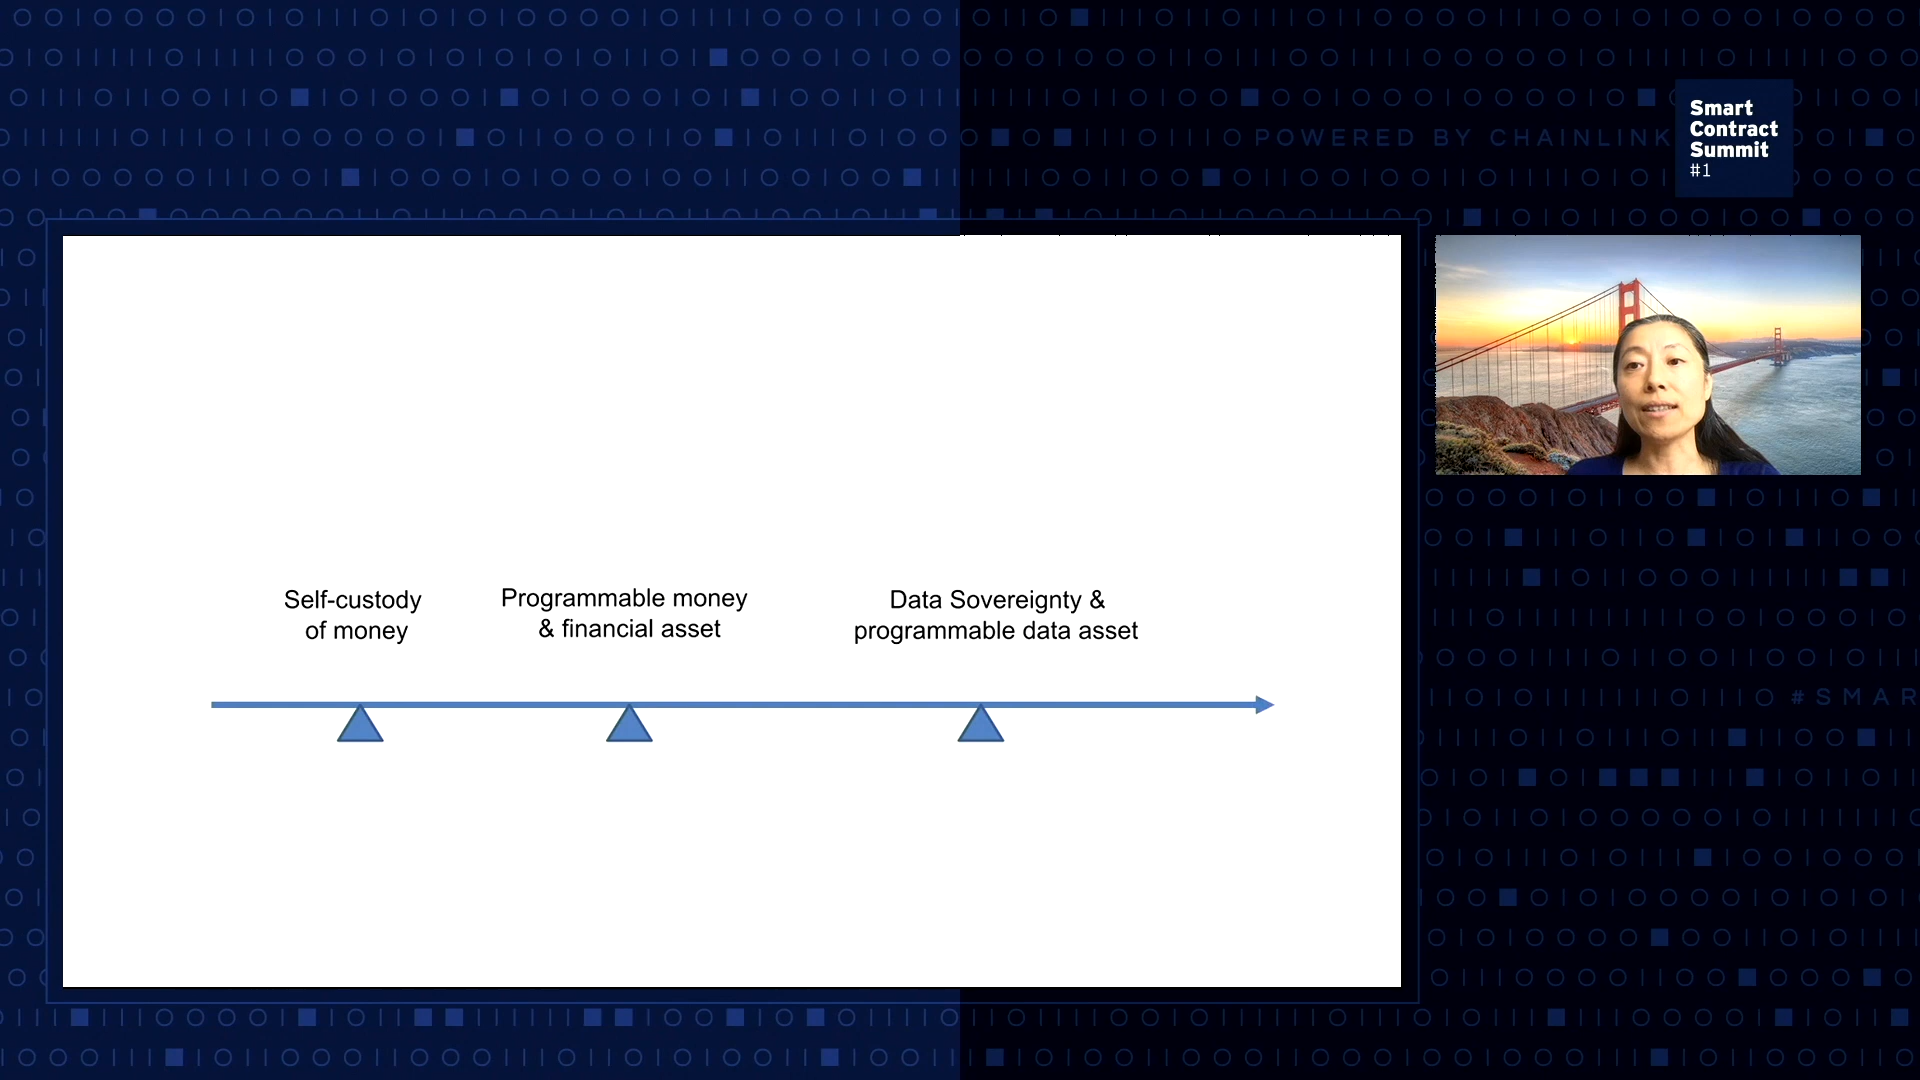 POWERED BY CHAINLINK
Smart
Contract
Summit
#1
Self-custody
of money
Programmable money
& financial asset
Data Sovereignty &
programmable data asset
#SMAR